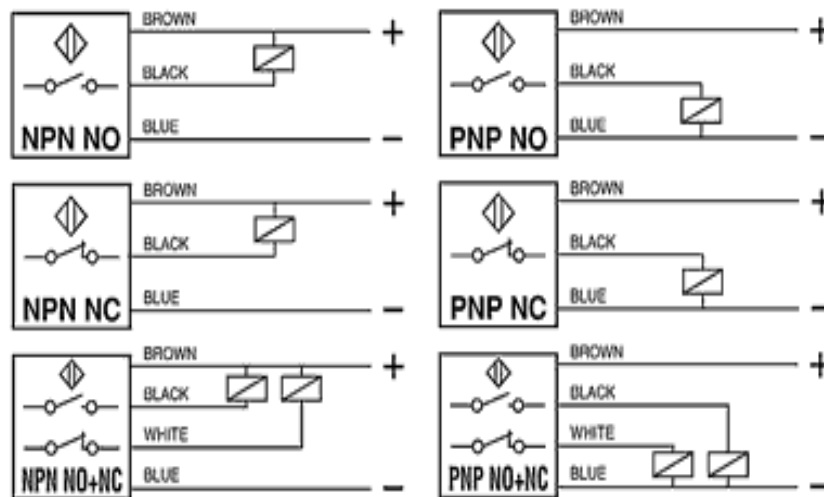 BROWN
+
BLACK
NPN NO
BLUE
−
BROWN
+
BLACK
PNP NO
BLUE
−
BROWN
+
BLACK
NPN NC
BLUE
−
BROWN
+
BLACK
PNP NC
BLUE
−
BROWN
+
BLACK
WHITE
NPN NO+NC
BLUE
−
BROWN
+
BLACK
WHITE
PNP NO+NC
BLUE
−